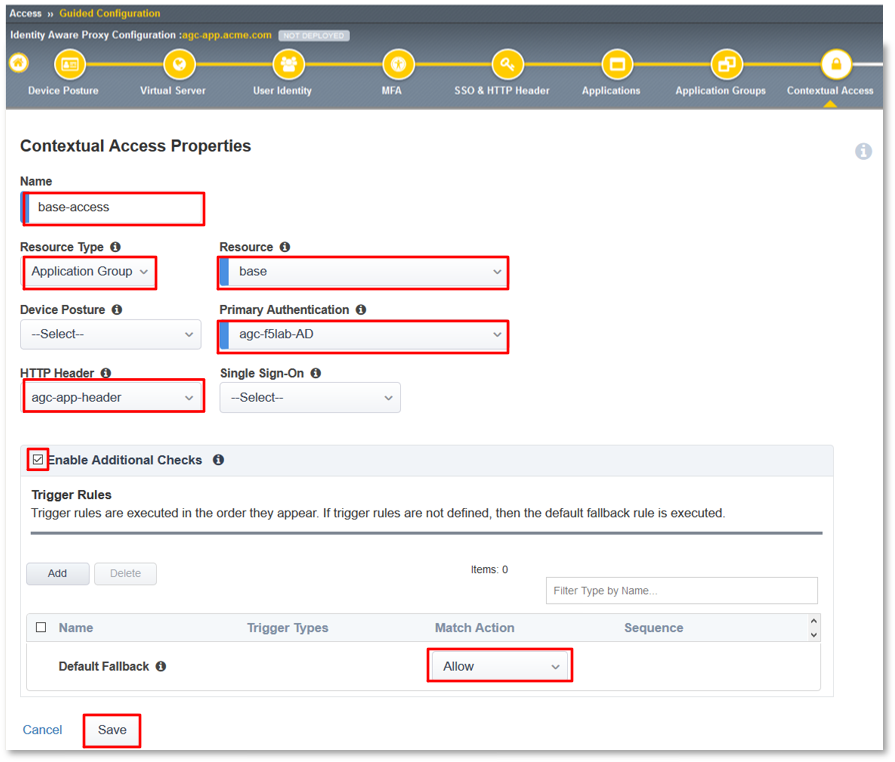 Access » Guided Configuration
Identity Aware Proxy Configuration :agc-app.acme.com NOT DEPLOYED
Device Posture Virtual Server User Identity MFA SSO & HTTP Header Applications Application Groups Contextual Access
Contextual Access Properties
Name
base-access
Resource Type Resource
Application Group base
Device Posture Primary Authentication
--Select-- agc-f5lab-AD
HTTP Header Single Sign-On
agc-app-header --Select--
Enable Additional Checks
Trigger Rules
Trigger rules are executed in the order they appear. If trigger rules are not defined, then the default fallback rule is executed.
Add Delete Items: 0
Filter Type by Name...
Name Trigger Types Match Action Sequence
Default Fallback Allow
Cancel Save